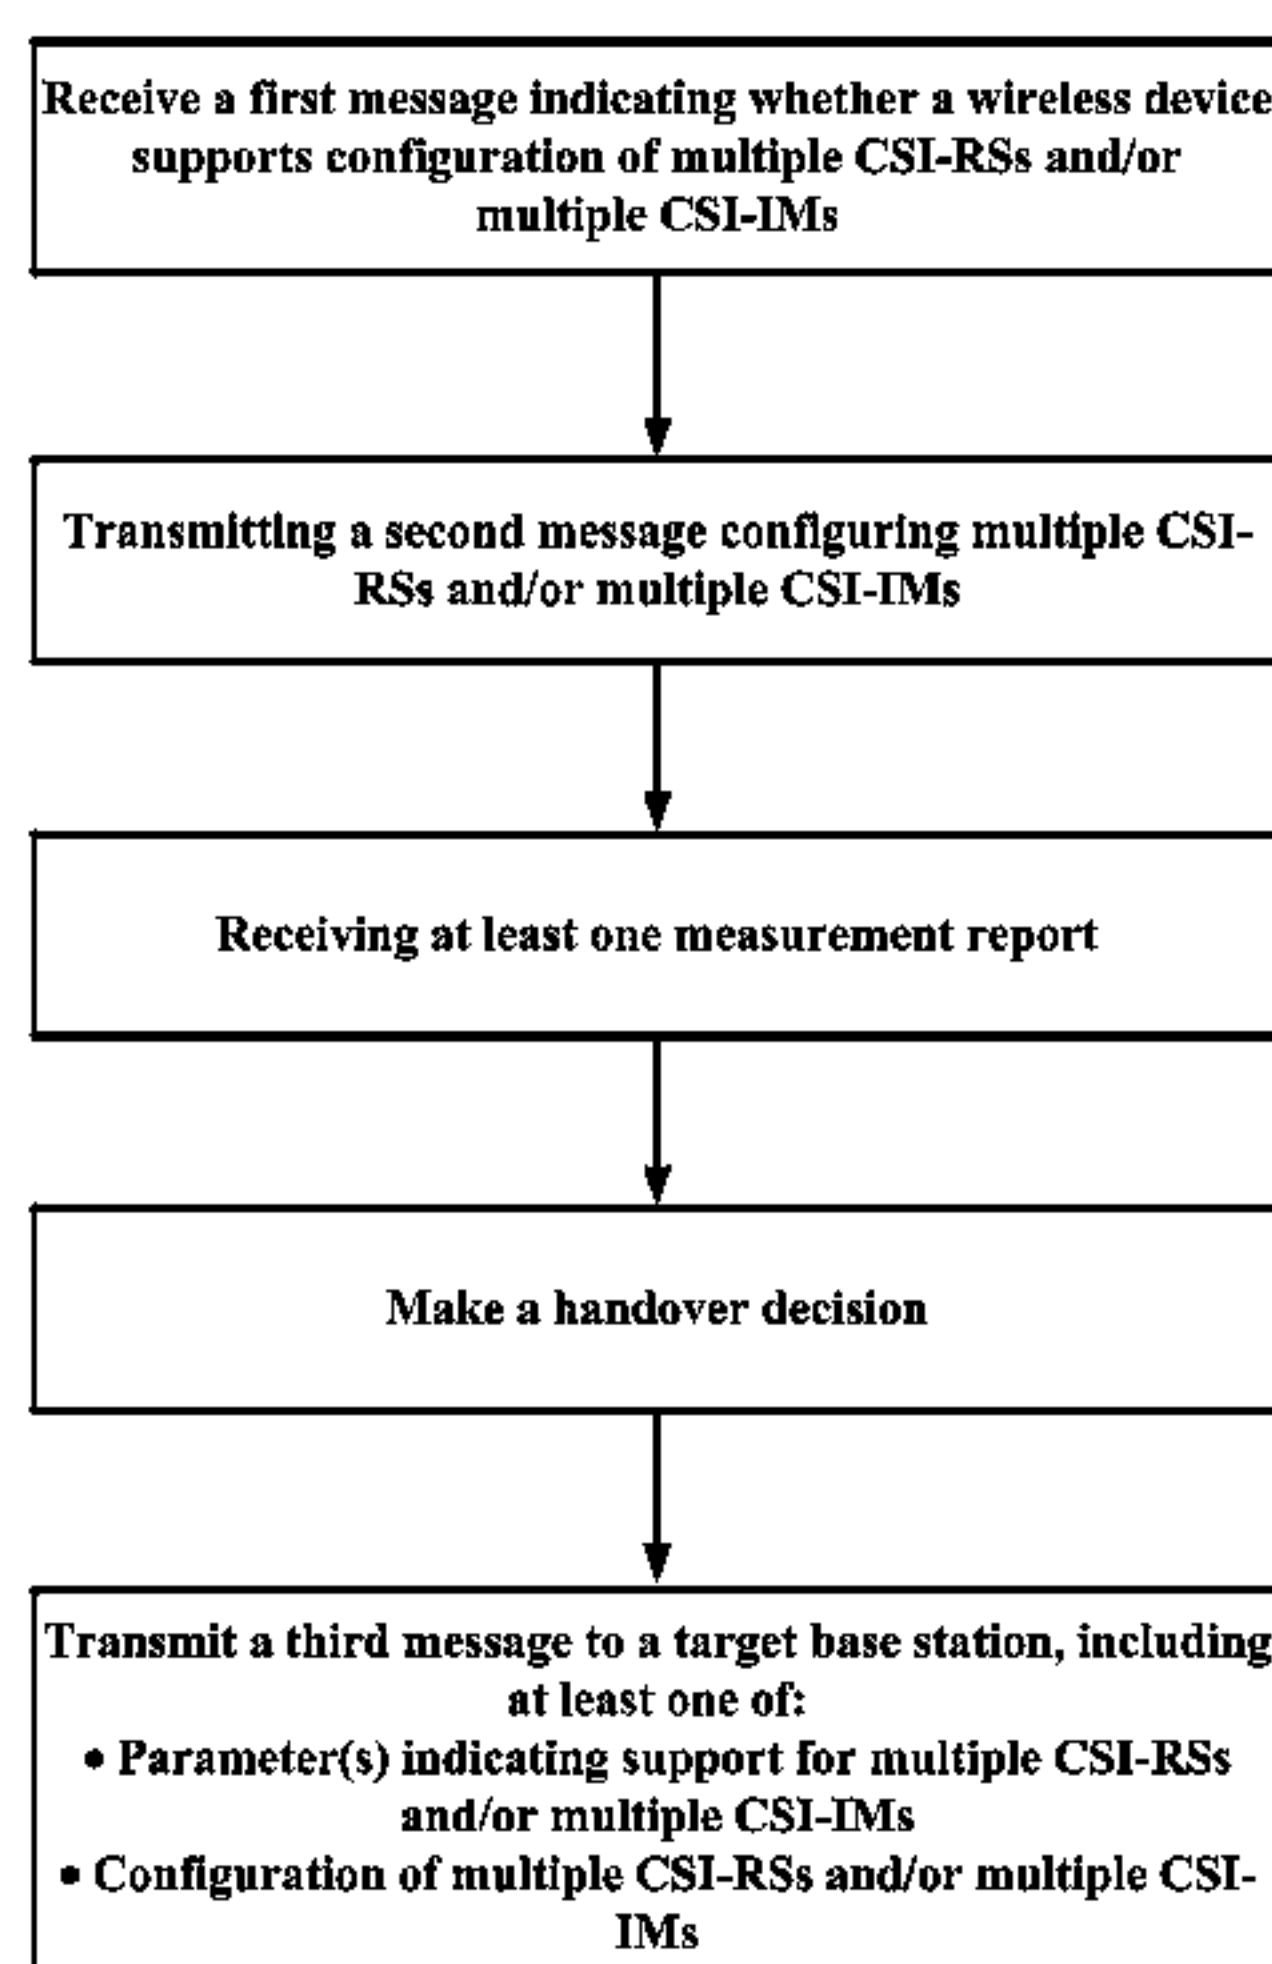 Receive a first message indicating whether a wireless device
supports configuration of multiple CSI-RSs and/or
multiple CSI-IMs
Transmitting a second message configuring multiple CSI-
RSs and/or multiple CSI-IMs
Receiving at least one measurement report
Make a handover decision
Transmit a third message to a target base station, including
at least one of:
• Parameter(s) indicating support for multiple CSI-RSs
and/or multiple CSI-IMs
• Configuration of multiple CSI-RSs and/or multiple CSI-
IMs